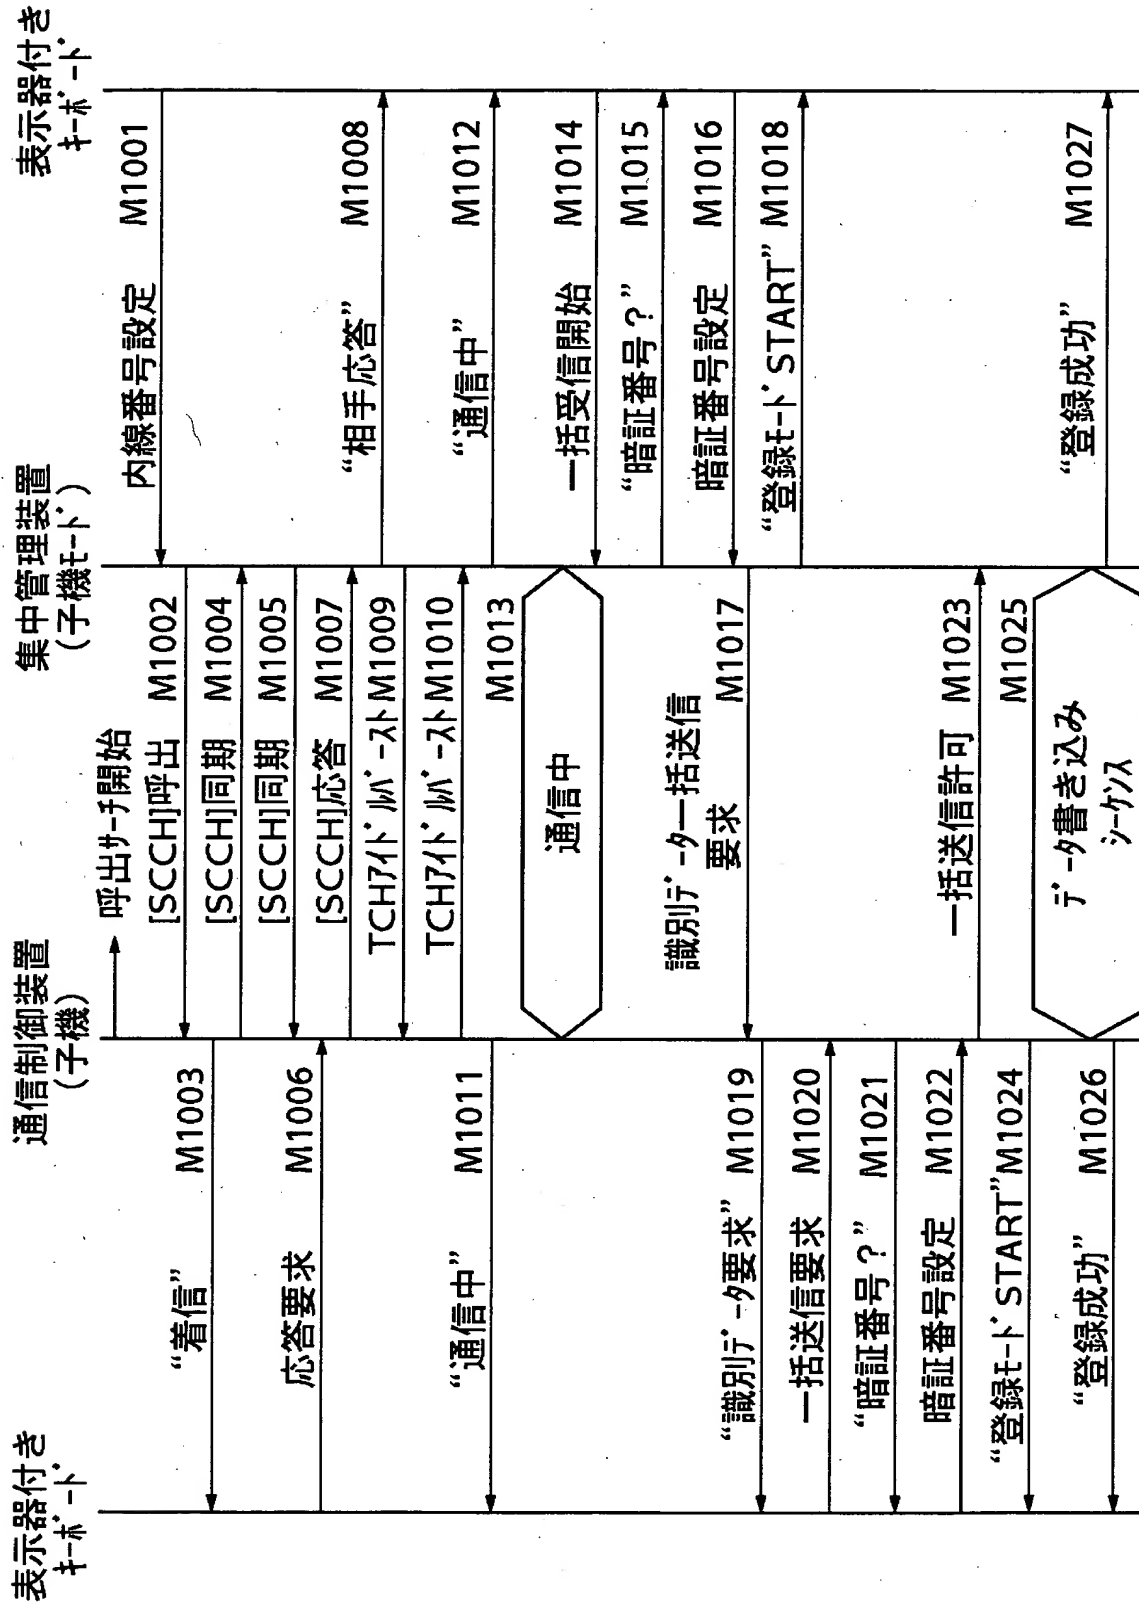 表示器付き
キーボード
通信制御装置
(子機)
集中管理装置
(子機モード)
表示器付き
キーボード
内線番号設定 M1001
呼出サーチ開始
[SCCH]呼出 M1002
“着信” M1003
[SCCH]同期 M1004
[SCCH]同期 M1005
応答要求 M1006
[SCCH]応答 M1007
“相手応答” M1008
TCHアイドルバースト M1009
TCHアイドルバースト M1010
“通信中” M1011
“通信中” M1012
M1013
通信中
一括受信開始 M1014
“暗証番号?” M1015
暗証番号設定 M1016
識別データ一括送信
要求
M1017
“登録モードSTART” M1018
“識別データ要求” M1019
一括送信要求 M1020
“暗証番号?” M1021
暗証番号設定 M1022
一括送信許可 M1023
“登録モードSTART” M1024
M1025
データ書き込み
シーケンス
“登録成功” M1026
“登録成功” M1027